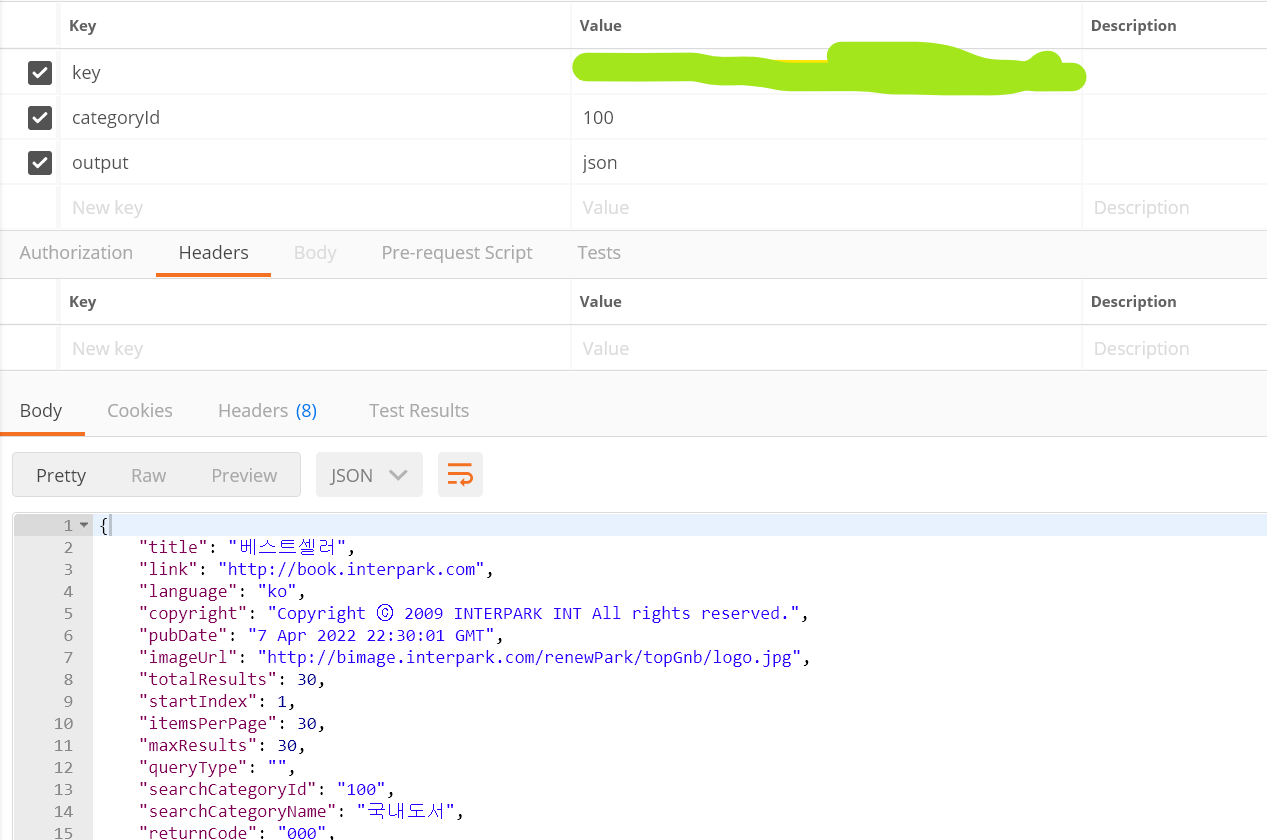 Key Value Description
key
categoryId 100
output json
New key Value Description
Authorization Headers Body Pre-request Script Tests
Key Value Description
New key Value Description
Body Cookies Headers (8) Test Results
Pretty Raw Preview JSON
1 {
2 "title": "베스트셀러",
3 "link": "http://book.interpark.com",
4 "language": "ko",
5 "copyright": "Copyright ⓒ 2009 INTERPARK INT All rights reserved.",
6 "pubDate": "7 Apr 2022 22:30:01 GMT",
7 "imageUrl": "http://bimage.interpark.com/renewPark/topGnb/logo.jpg",
8 "totalResults": 30,
9 "startIndex": 1,
10 "itemsPerPage": 30,
11 "maxResults": 30,
12 "queryType": "",
13 "searchCategoryId": "100",
14 "searchCategoryName": "국내도서",
15 "returnCode": "000",